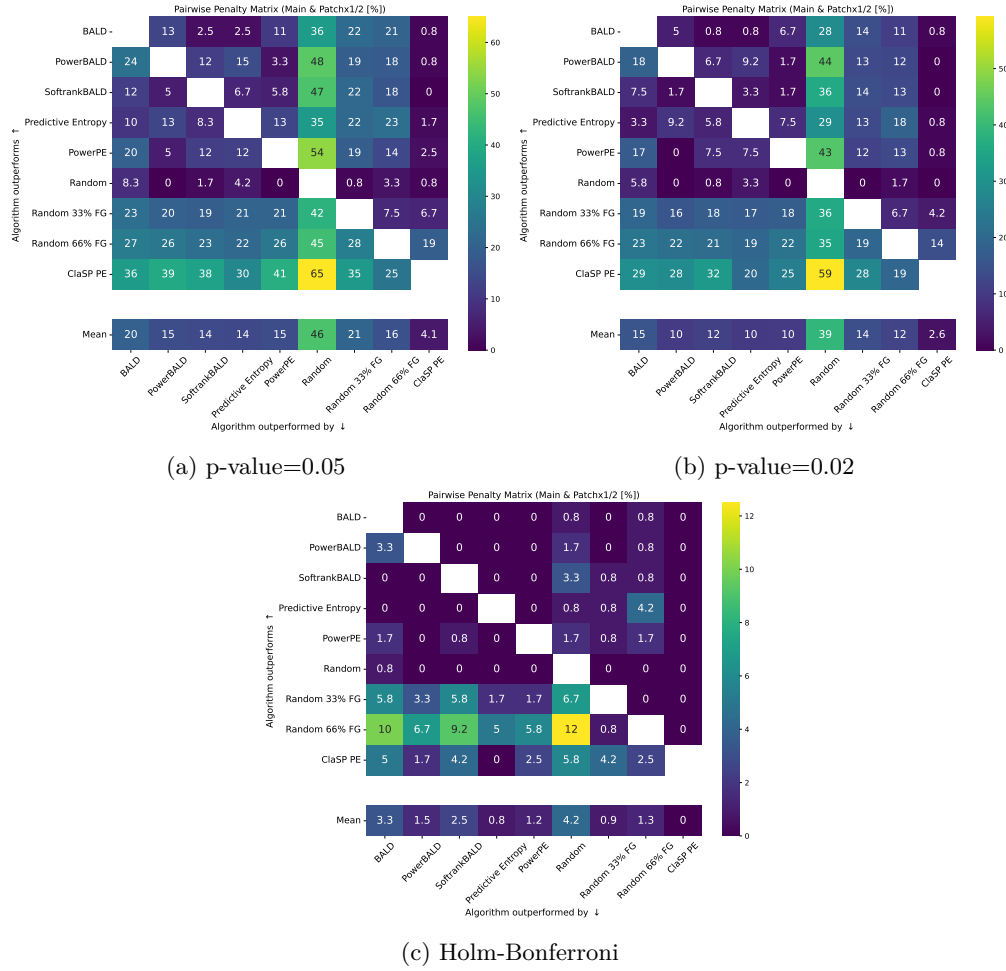 Pairwise Penalty Matrix (Main & Patchx1/2 [%])
BALD 13 2.5 2.5 11 36 22 21 0.8
PowerBALD 24 12 15 3.3 48 19 18 0.8
SoftrankBALD 12 5 6.7 5.8 47 22 18 0
Predictive Entropy 10 13 8.3 13 35 22 23 1.7
PowerPE 20 5 12 12 54 19 14 2.5
Random 8.3 0 1.7 4.2 0 0.8 3.3 0.8
Random 33% FG 23 20 19 21 21 42 7.5 6.7
Random 66% FG 27 26 23 22 26 45 28 19
ClaSP PE 36 39 38 30 41 65 35 25
Mean 20 15 14 14 15 46 21 16 4.1
BALD PowerBALD SoftrankBALD Predictive Entropy PowerPE Random Random 33% FG Random 66% FG ClaSP PE
Algorithm outperformed by ↓
Algorithm outperforms ↑
60
50
40
30
20
10
0
(a) p-value=0.05
Pairwise Penalty Matrix (Main & Patchx1/2 [%])
BALD 5 0.8 0.8 6.7 28 14 11 0.8
PowerBALD 18 6.7 9.2 1.7 44 13 12 0
SoftrankBALD 7.5 1.7 3.3 1.7 36 14 13 0
Predictive Entropy 3.3 9.2 5.8 7.5 29 13 18 0.8
PowerPE 17 0 7.5 7.5 43 12 13 0.8
Random 5.8 0 0 3.3 0 0 1.7 0
Random 33% FG 19 16 18 17 18 36 6.7 4.2
Random 66% FG 23 22 21 19 22 35 19 14
ClaSP PE 29 28 32 20 25 59 28 19
Mean 15 10 12 10 10 39 14 12 2.6
BALD PowerBALD SoftrankBALD Predictive Entropy PowerPE Random Random 33% FG Random 66% FG ClaSP PE
Algorithm outperformed by ↓
Algorithm outperforms ↑
50
40
30
20
10
0
(b) p-value=0.02
Pairwise Penalty Matrix (Main & Patchx1/2 [%])
BALD 0 0 0 0 0.8 0 0.8 0
PowerBALD 3.3 0 0 0 1.7 0 0.8 0
SoftrankBALD 0 0 0 0 3.3 0.8 0.8 0
Predictive Entropy 0 0 0 0 0.8 0.8 4.2 0
PowerPE 1.7 0 0.8 0 1.7 0.8 1.7 0
Random 0.8 0 0 0 0 0 0 0
Random 33% FG 5.8 3.3 5.8 1.7 1.7 6.7 0 0
Random 66% FG 10 6.7 9.2 5 5.8 12 0.8 0
ClaSP PE 5 1.7 4.2 0 2.5 5.8 4.2 2.5
Mean 3.3 1.5 2.5 0.8 1.2 4.2 0.9 1.3 0
BALD PowerBALD SoftrankBALD Predictive Entropy PowerPE Random Random 33% FG Random 66% FG ClaSP PE
Algorithm outperformed by ↓
Algorithm outperforms ↑
12
10
8
6
4
2
0
(c) Holm-Bonferroni